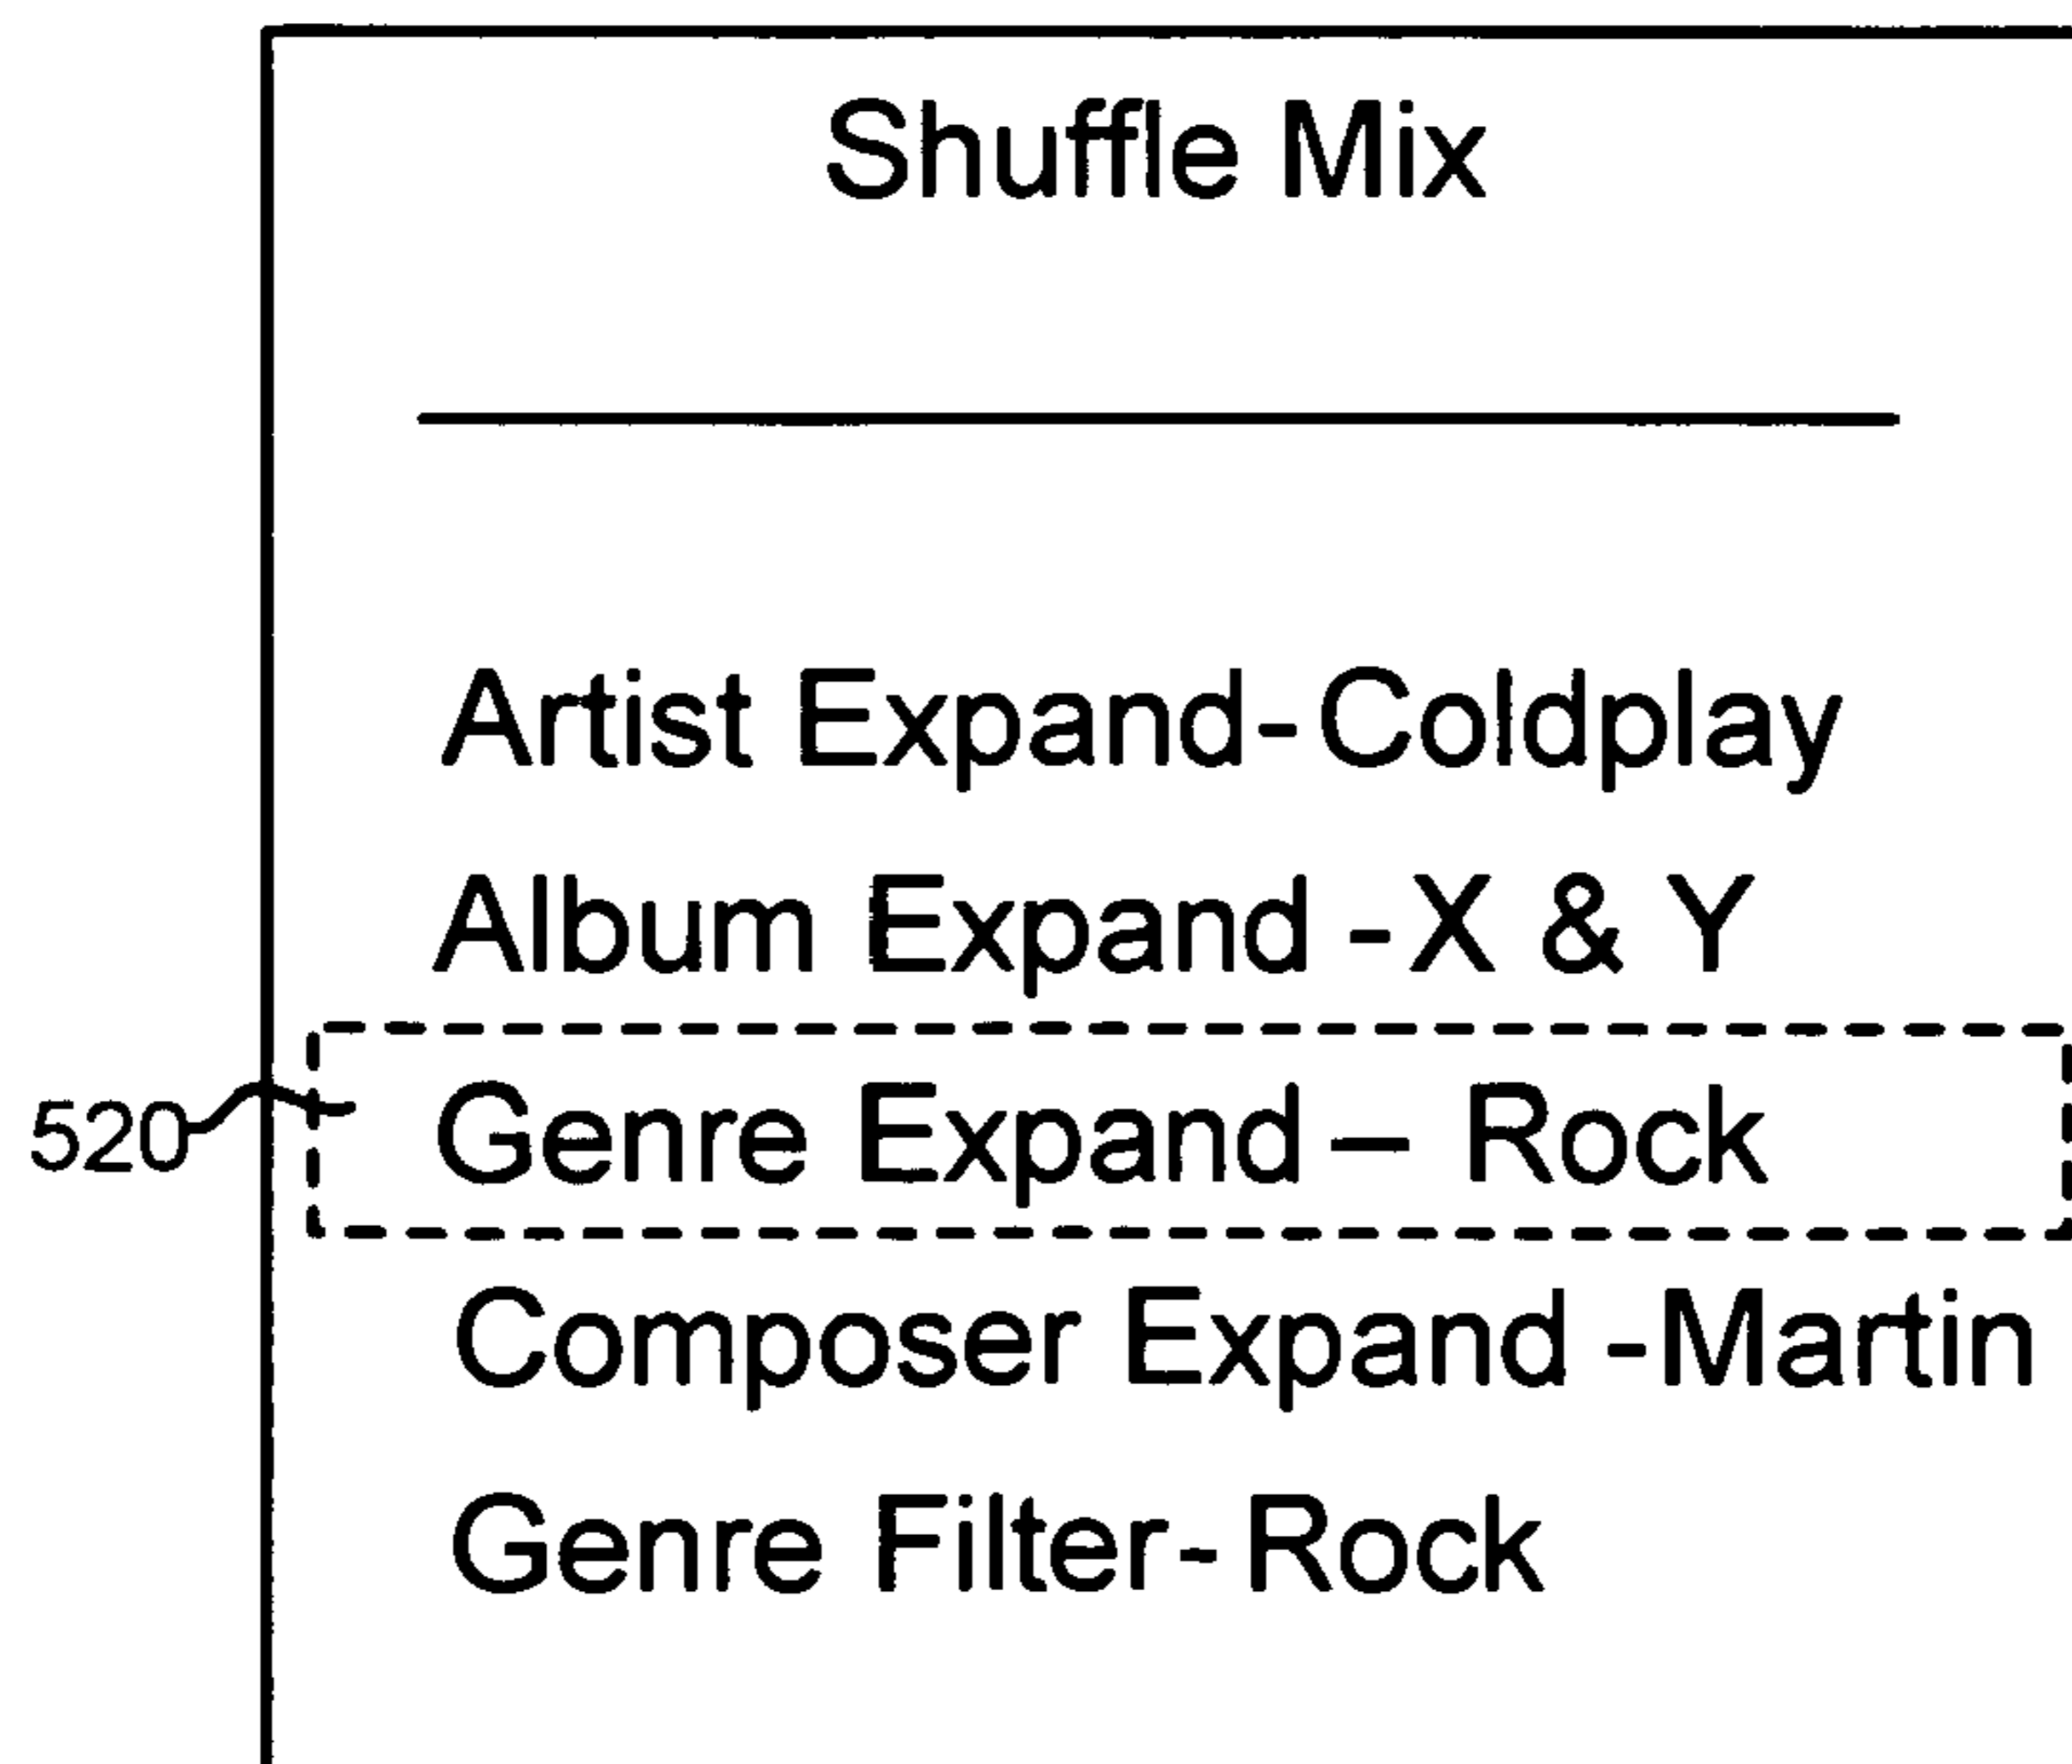 Shuffle Mix
Artist Expand-Coldplay
Album Expand -X & Y
520 Genre Expand – Rock
Composer Expand -Martin
Genre Filter- Rock